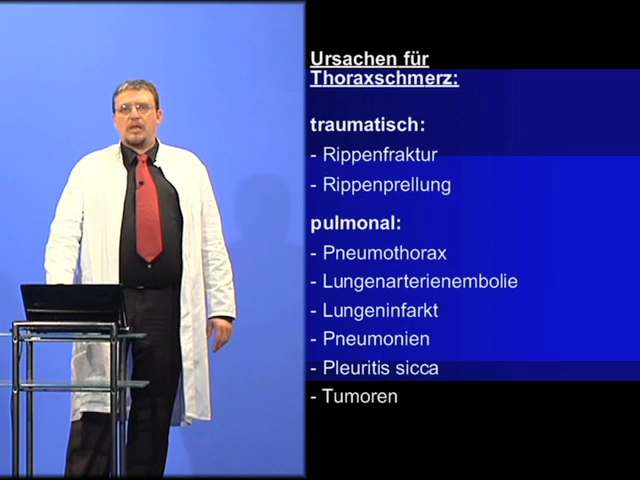 Ursachen für
Thoraxschmerz:
traumatisch:
- Rippenfraktur
- Rippenprellung
pulmonal:
- Pneumothorax
- Lungenarterienembolie
- Lungeninfarkt
- Pneumonien
- Pleuritis sicca
- Tumoren